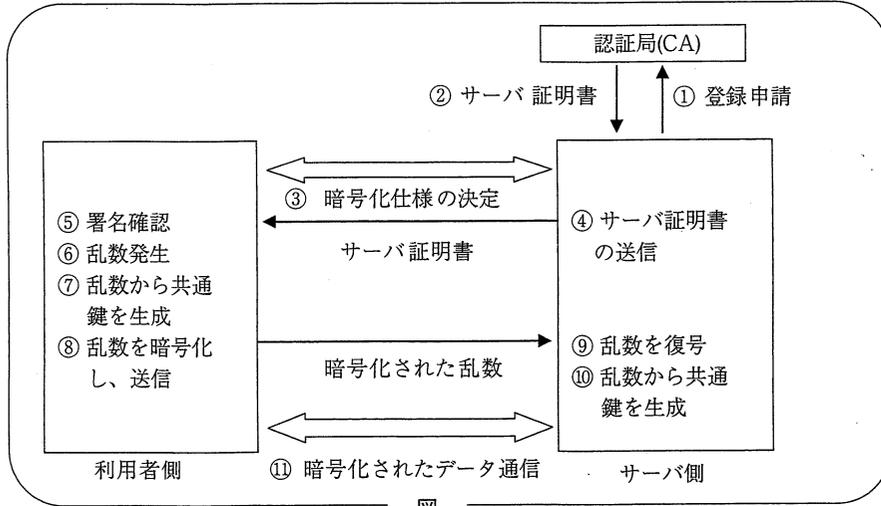 認証局(CA)
② サーバ 証明書
① 登録申請
③ 暗号化仕様の決定
サーバ証明書
⑤ 署名確認
⑥ 乱数発生
⑦ 乱数から共通
鍵を生成
⑧ 乱数を暗号化
し、送信
④ サーバ証明書
の送信
暗号化された乱数
⑨ 乱数を復号
⑩ 乱数から共通
鍵を生成
利用者側
⑪ 暗号化されたデータ通信
サーバ側
図